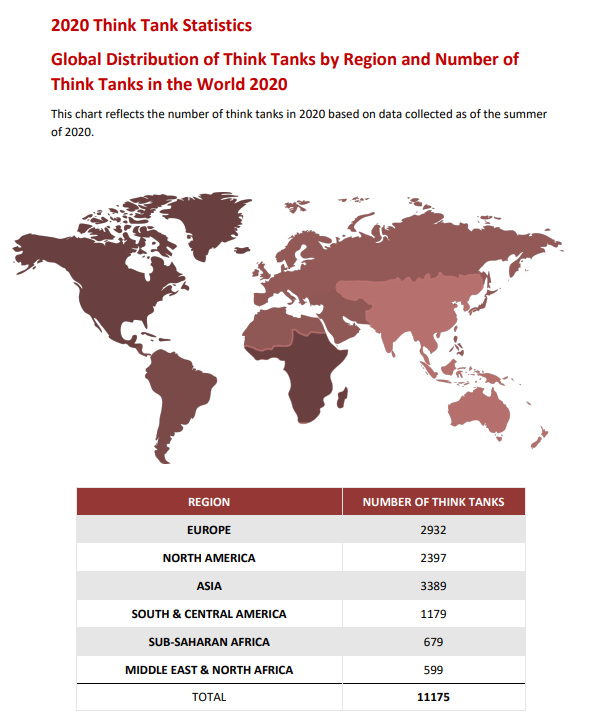 2020 Think Tank Statistics
Global Distribution of Think Tanks by Region and Number of
Think Tanks in the World 2020
This chart reflects the number of think tanks in 2020 based on data collected as of the summer
of 2020.
REGION NUMBER OF THINK TANKS
EUROPE 2932
NORTH AMERICA 2397
ASIA 3389
SOUTH & CENTRAL AMERICA 1179
SUB-SAHARAN AFRICA 679
MIDDLE EAST & NORTH AFRICA 599
TOTAL 11175